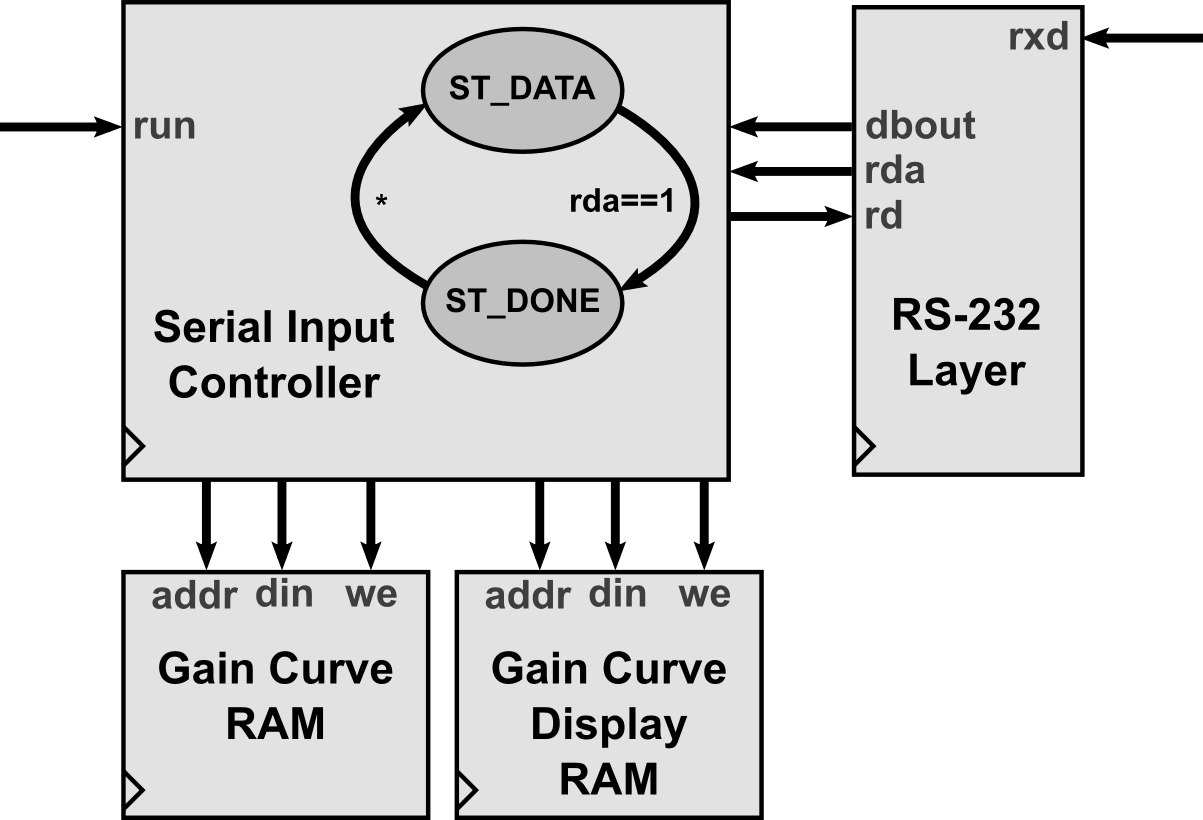 rxd
ST_DATA
run
dbout
rda
*
rda==1
rd
ST_DONE
Serial Input
Controller
RS-232
Layer
addr din we
Gain Curve
RAM
addr din we
Gain Curve
Display
RAM